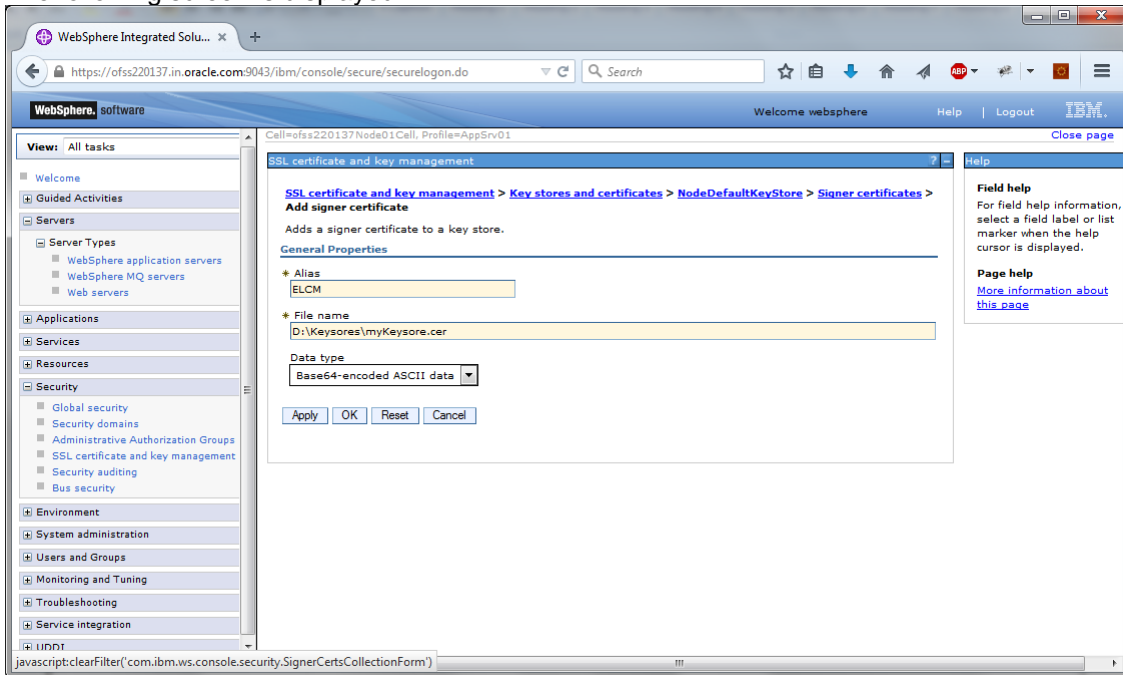 WebSphere Integrated Solu...
https://ofss220137.in.oracle.com:9043/ibm/console/secure/securelogon.do
Search
ABP
WebSphere. software
Welcome websphere
Help | Logout
IBM.
Cell=ofss220137Node01Cell, Profile=AppSrv01
Close page
View: All tasks
Welcome
Guided Activities
Servers
Server Types
WebSphere application servers
WebSphere MQ servers
Web servers
Applications
Services
Resources
Security
Global security
Security domains
Administrative Authorization Groups
SSL certificate and key management
Security auditing
Bus security
Environment
System administration
Users and Groups
Monitoring and Tuning
Troubleshooting
Service integration
UDDI
SSL certificate and key management
? –
SSL certificate and key management > Key stores and certificates > NodeDefaultKeyStore > Signer certificates >
Add signer certificate
Adds a signer certificate to a key store.
General Properties
* Alias
ELCM
* File name
D:\Keysores\myKeysore.cer
Data type
Base64-encoded ASCII data
Apply OK Reset Cancel
Help
Field help
For field help information,
select a field label or list
marker when the help
cursor is displayed.
Page help
More information about
this page
javascript:clearFilter('com.ibm.ws.console.security.SignerCertsCollectionForm')